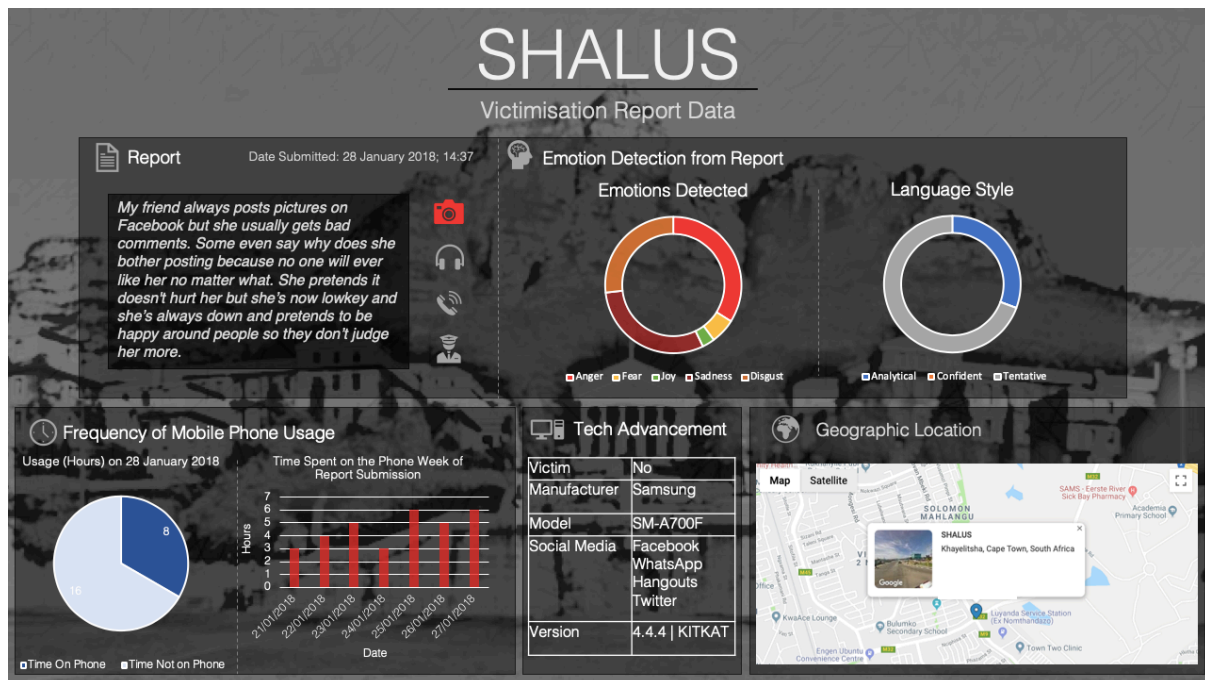 SHALUS
Victimisation Report Data
Report
Date Submitted: 28 January 2018; 14:37
My friend always posts pictures on
Facebook but she usually gets bad
comments. Some even say why does she
bother posting because no one will ever
like her no matter what. She pretends it
doesn't hurt her but she's now lowkey and
she's always down and pretends to be
happy around people so they don't judge
her more.
Emotion Detection from Report
Emotions Detected
Anger Fear Joy Sadness Disgust
Language Style
Analytical Confident Tentative
Frequency of Mobile Phone Usage
Usage (Hours) on 28 January 2018
8
16
Time On Phone Time Not on Phone
Time Spent on the Phone Week of
Report Submission
Hours
7
6
5
4
3
2
1
0
21/01/2018
22/01/2018
23/01/2018
24/01/2018
25/01/2018
26/01/2018
27/01/2018
Date
Tech Advancement
Victim No
Manufacturer Samsung
Model SM-A700F
Social Media Facebook
WhatsApp
Hangouts
Twitter
Version 4.4.4 | KITKAT
Geographic Location
Map Satellite
SAMS - Eerste River
Sick Bay Pharmacy
Academia
Primary School
SOLOMON
MAHLANGU
SHALUS
Khayelitsha, Cape Town, South Africa
Google
KwaAce Lounge
Bulumko
Secondary School
Luyanda Service Station
(Ex Nomthandazo)
Engen Ubuntu
Convenience Centre
Town Two Clinic